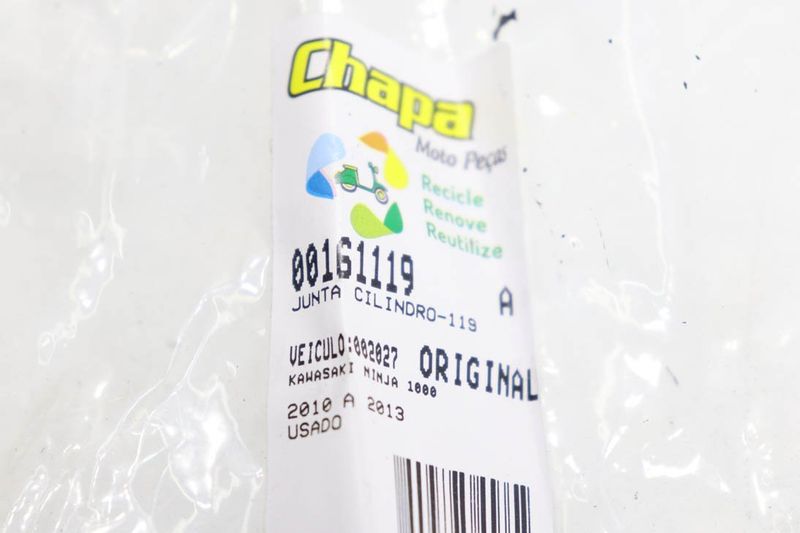 Chapa
Moto Peças
Recicle
Renove
Reutilize
00161119
A
JUNTA CILINDRO-119
VEICULO:002027 ORIGINAL
KAWASAKI NINJA 1000
2010 A 2013
USADO